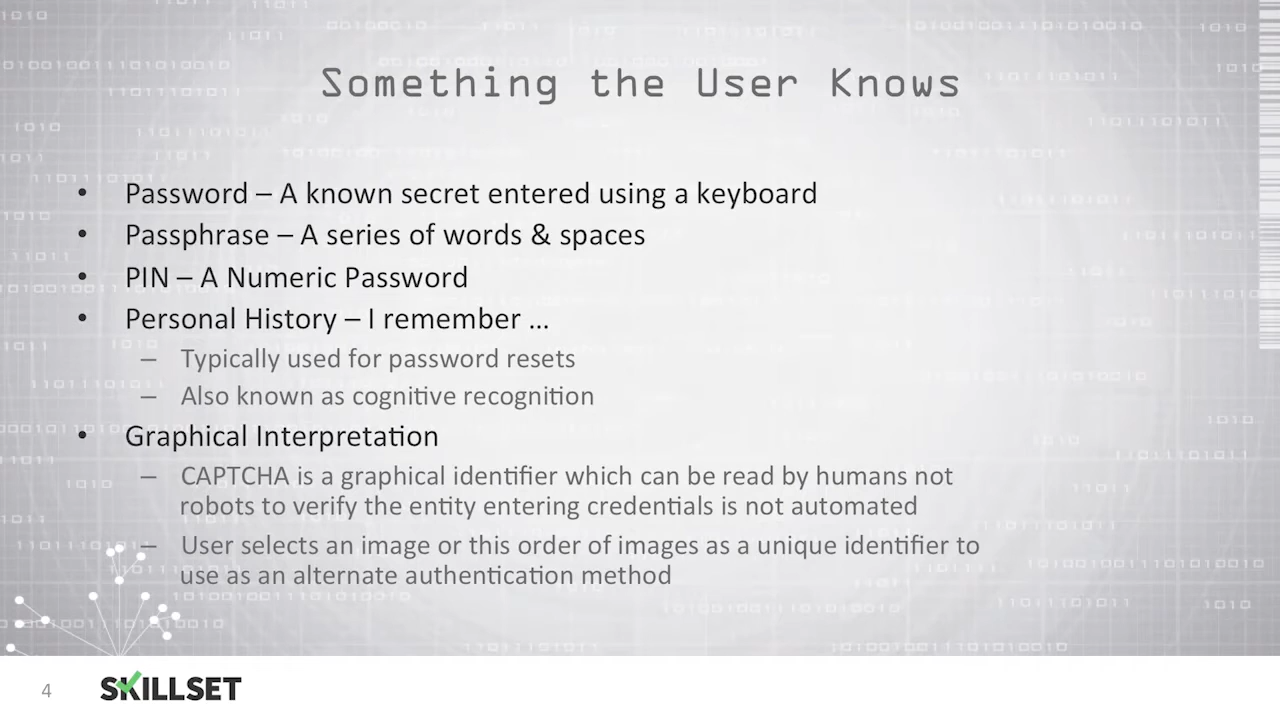 Something the User Knows
• Password – A known secret entered using a keyboard
• Passphrase – A series of words & spaces
• PIN – A Numeric Password
• Personal History – I remember ...
– Typically used for password resets
– Also known as cognitive recognition
• Graphical Interpretation
– CAPTCHA is a graphical identifier which can be read by humans not
robots to verify the entity entering credentials is not automated
– User selects an image or this order of images as a unique identifier to
use as an alternate authentication method
4
SKILLSET